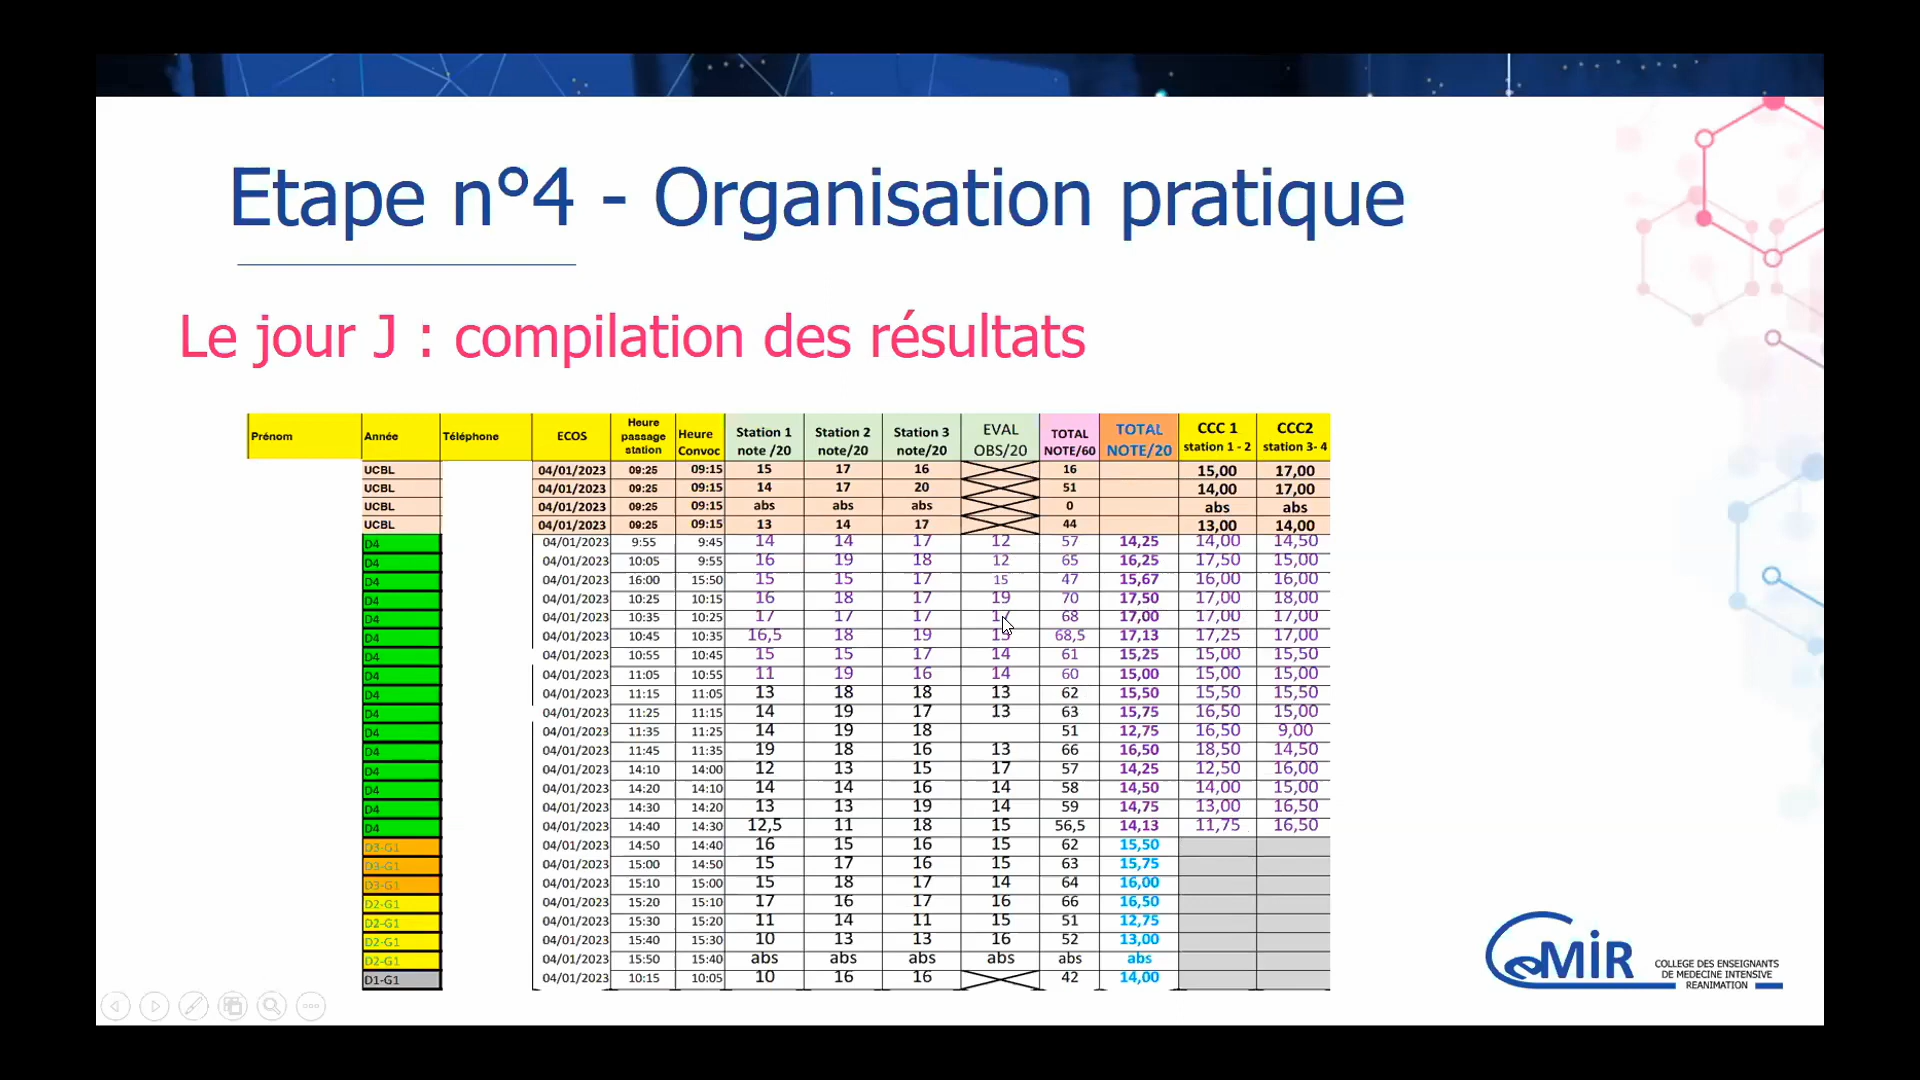 Etape n°4 - Organisation pratique
Le jour J : compilation des résultats
Prénom Année Téléphone ECOS Heure passage station Heure Convoc Station 1 note /20 Station 2 note/20 Station 3 note/20 EVAL OBS/20 TOTAL NOTE/60 TOTAL NOTE/20 CCC 1 station 1 - 2 CCC2 station 3- 4
UCBL 04/01/2023 09:25 09:15 15 17 16 16 15,00 17,00
UCBL 04/01/2023 09:25 09:15 14 17 20 51 14,00 17,00
UCBL 04/01/2023 09:25 09:15 abs abs abs 0 abs abs
UCBL 04/01/2023 09:25 09:15 13 14 17 44 13,00 14,00
D4 04/01/2023 9:55 9:45 14 14 17 12 57 14,25 14,00 14,50
D4 04/01/2023 10:05 9:55 16 19 18 12 65 16,25 17,50 15,00
D4 04/01/2023 16:00 15:50 15 15 17 15 47 15,67 16,00 16,00
D4 04/01/2023 10:25 10:15 16 18 17 19 70 17,50 17,00 18,00
D4 04/01/2023 10:35 10:25 17 17 17 17 68 17,00 17,00 17,00
D4 04/01/2023 10:45 10:35 16,5 18 19 15 68,5 17,13 17,25 17,00
D4 04/01/2023 10:55 10:45 15 15 17 14 61 15,25 15,00 15,50
D4 04/01/2023 11:05 10:55 11 19 16 14 60 15,00 15,00 15,00
D4 04/01/2023 11:15 11:05 13 18 18 13 62 15,50 15,50 15,50
D4 04/01/2023 11:25 11:15 14 19 17 13 63 15,75 16,50 15,00
D4 04/01/2023 11:35 11:25 14 19 18 51 12,75 16,50 9,00
D4 04/01/2023 11:45 11:35 19 18 16 13 66 16,50 18,50 14,50
D4 04/01/2023 14:10 14:00 12 13 15 17 57 14,25 12,50 16,00
D4 04/01/2023 14:20 14:10 14 14 16 14 58 14,50 14,00 15,00
D4 04/01/2023 14:30 14:20 13 13 19 14 59 14,75 13,00 16,50
D4 04/01/2023 14:40 14:30 12,5 11 18 15 56,5 14,13 11,75 16,50
D3-G1 04/01/2023 14:50 14:40 16 15 16 15 62 15,50
D3-G1 04/01/2023 15:00 14:50 15 17 16 15 63 15,75
D3-G1 04/01/2023 15:10 15:00 15 18 17 14 64 16,00
D2-G1 04/01/2023 15:20 15:10 17 16 17 16 66 16,50
D2-G1 04/01/2023 15:30 15:20 11 14 11 15 51 12,75
D2-G1 04/01/2023 15:40 15:30 10 13 13 16 52 13,00
D2-G1 04/01/2023 15:50 15:40 abs abs abs abs abs abs
D1-G1 04/01/2023 10:15 10:05 10 16 16 42 14,00
CeMIR
COLLEGE DES ENSEIGNANTS
DE MEDECINE INTENSIVE
REANIMATION